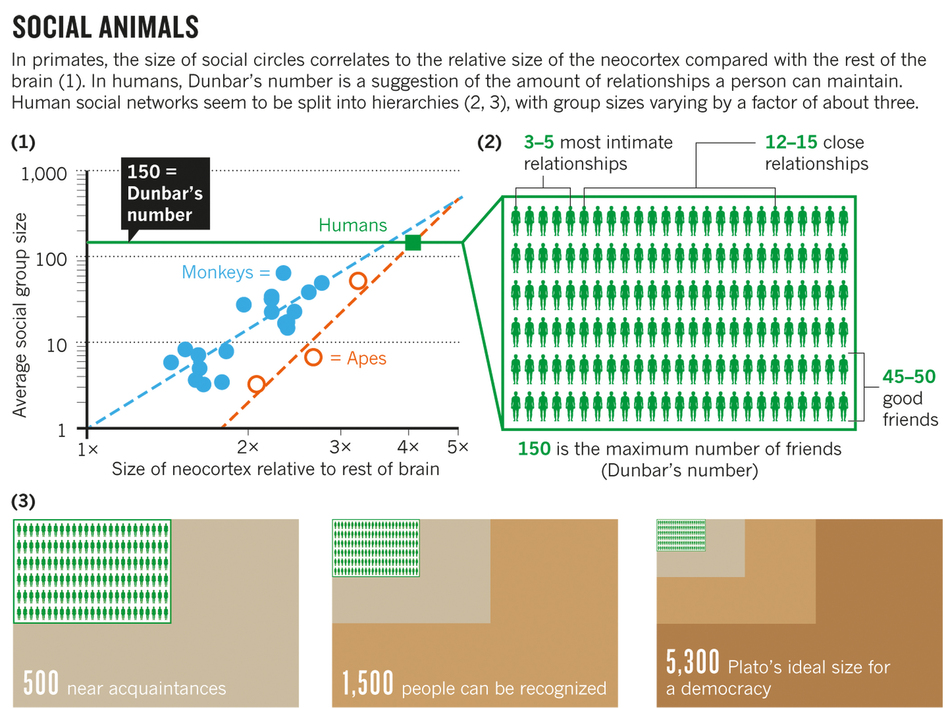 SOCIAL ANIMALS
In primates, the size of social circles correlates to the relative size of the neocortex compared with the rest of the
brain (1). In humans, Dunbar’s number is a suggestion of the amount of relationships a person can maintain.
Human social networks seem to be split into hierarchies (2, 3), with group sizes varying by a factor of about three.
(1)
1,000
150 =
Dunbar’s
number
Humans
100
Monkeys =
10
= Apes
1
Average social group size
1×
2×
3×
4×
5×
Size of neocortex relative to rest of brain
(2)
3–5 most intimate
relationships
12–15 close
relationships
45–50
good
friends
150 is the maximum number of friends
(Dunbar’s number)
(3)
500 near acquaintances
1,500 people can be recognized
5,300 Plato’s ideal size for
a democracy